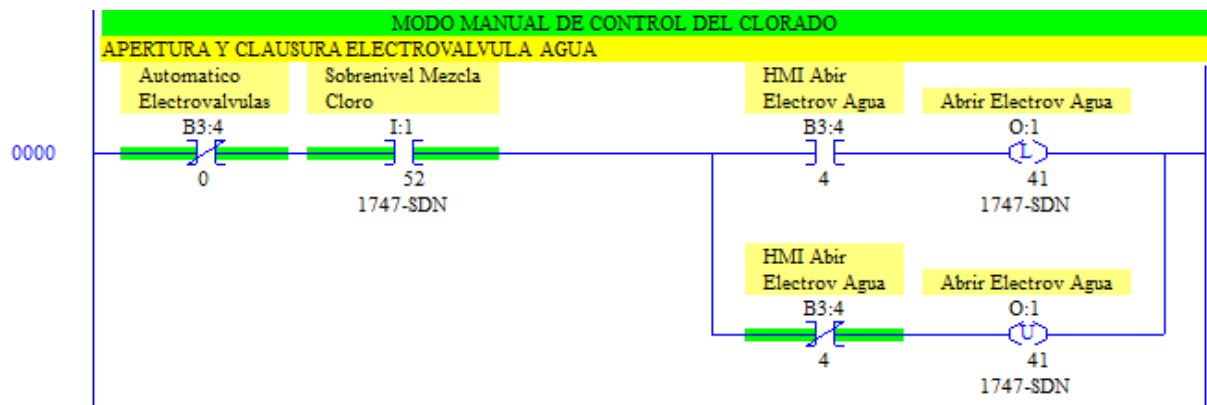 MODO MANUAL DE CONTROL DEL CLORADO
APERTURA Y CLAUSURA ELECTROVALVULA AGUA
Automatico
Electrovalvulas
B3:4
0
Sobrenivel Mezcla
Cloro
I:1
52
1747-SDN
HMI Abir
Electrov Agua
B3:4
4
Abrir Electrov Agua
O:1
L
41
1747-SDN
0000
HMI Abir
Electrov Agua
B3:4
4
Abrir Electrov Agua
O:1
U
41
1747-SDN